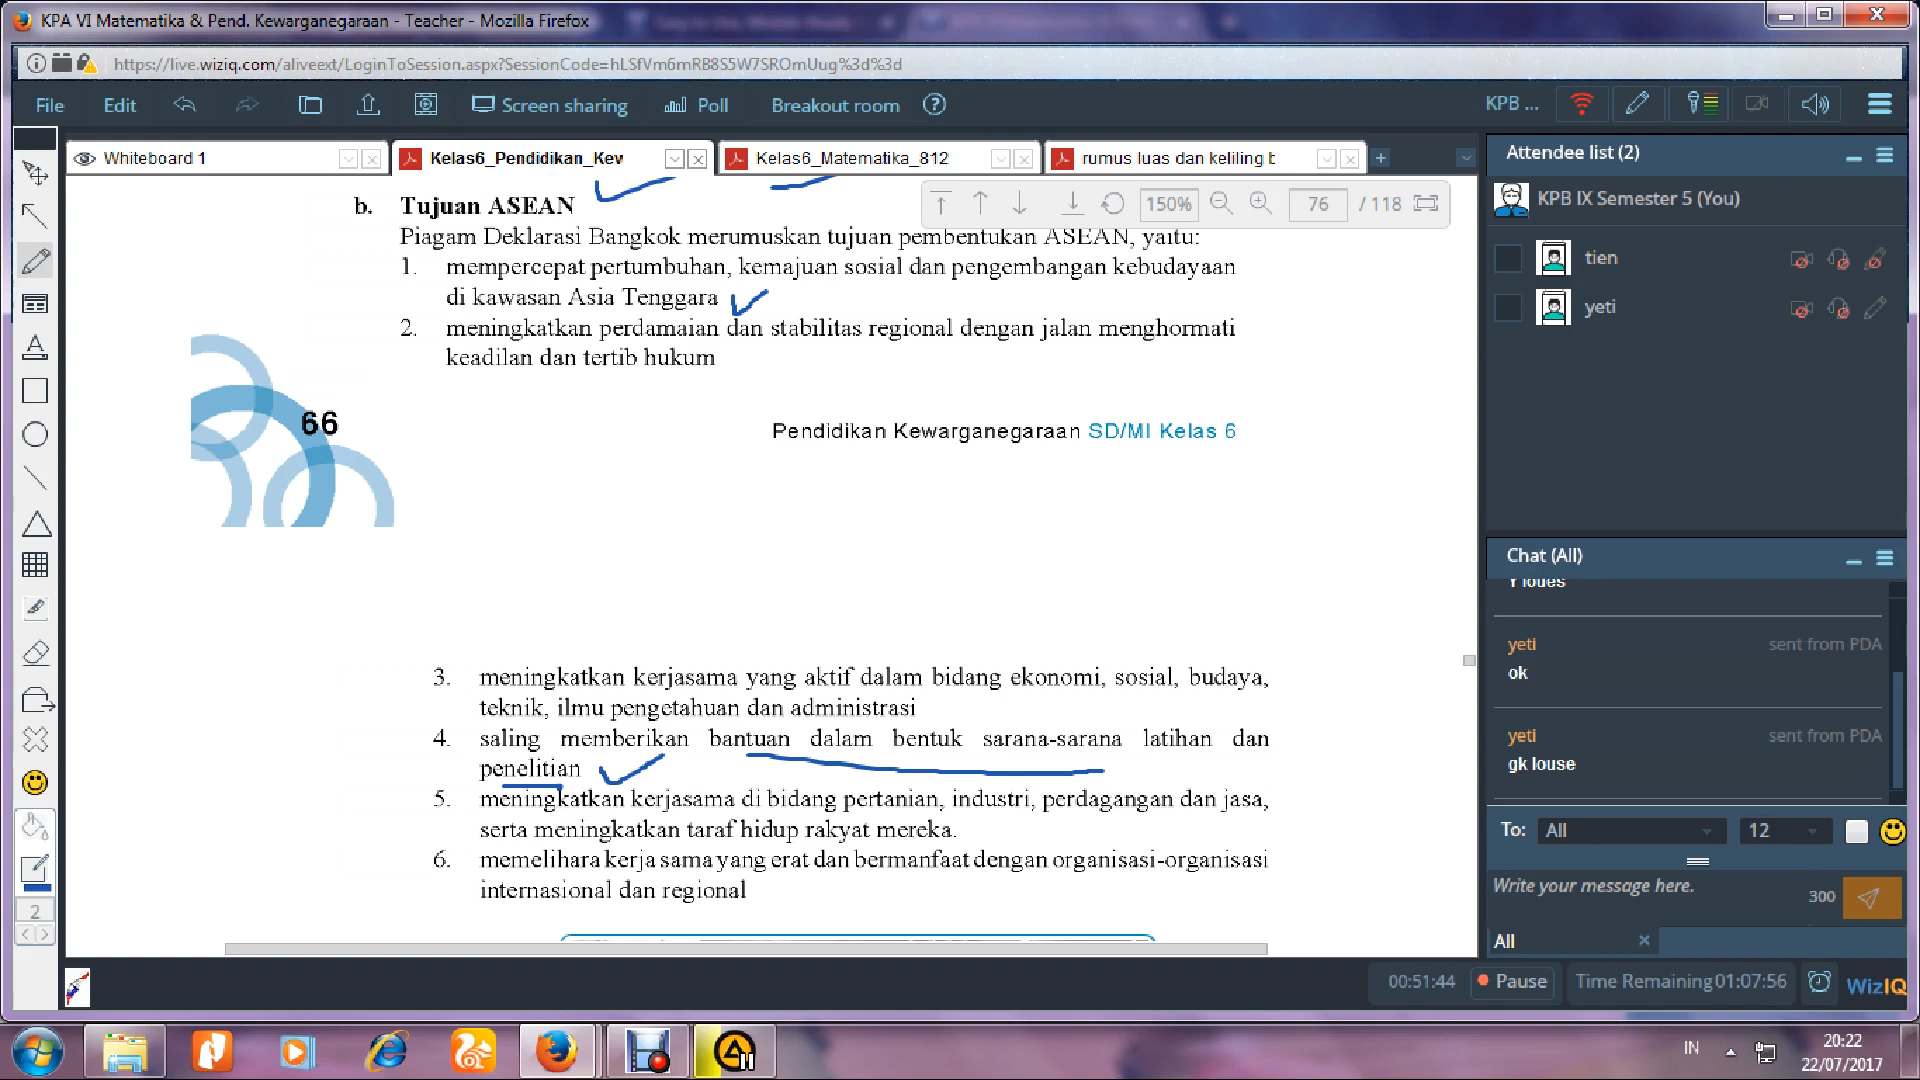 KPA VI Matematika & Pend. Kewarganegaraan - Teacher - Mozilla Firefox
https://live.wiziq.com/aliveext/LoginToSession.aspx?SessionCode=hLSfVm6mRB8S5W7SROmUug%3d%3d
File Edit Screen sharing Poll Breakout room ? KPB ...
Whiteboard 1 Kelas6_Pendidikan_Kew Kelas6_Matematika_812 rumus luas dan keliling b
150% 76 / 118
b. Tujuan ASEAN
Piagam Deklarasi Bangkok merumuskan tujuan pembentukan ASEAN, yaitu:
1. mempercepat pertumbuhan, kemajuan sosial dan pengembangan kebudayaan
di kawasan Asia Tenggara
2. meningkatkan perdamaian dan stabilitas regional dengan jalan menghormati
keadilan dan tertib hukum
66
Pendidikan Kewarganegaraan SD/MI Kelas 6
3. meningkatkan kerjasama yang aktif dalam bidang ekonomi, sosial, budaya,
teknik, ilmu pengetahuan dan administrasi
4. saling memberikan bantuan dalam bentuk sarana-sarana latihan dan
penelitian
5. meningkatkan kerjasama di bidang pertanian, industri, perdagangan dan jasa,
serta meningkatkan taraf hidup rakyat mereka.
6. memelihara kerja sama yang erat dan bermanfaat dengan organisasi-organisasi
internasional dan regional
2
Attendee list (2)
KPB IX Semester 5 (You)
tien
yeti
Chat (All)
Y loues
yeti sent from PDA
ok
yeti sent from PDA
gk louse
To: All 12
Write your message here.
300
All
00:51:44 Pause Time Remaining 01:07:56 WizIQ
IN
20:22
22/07/2017